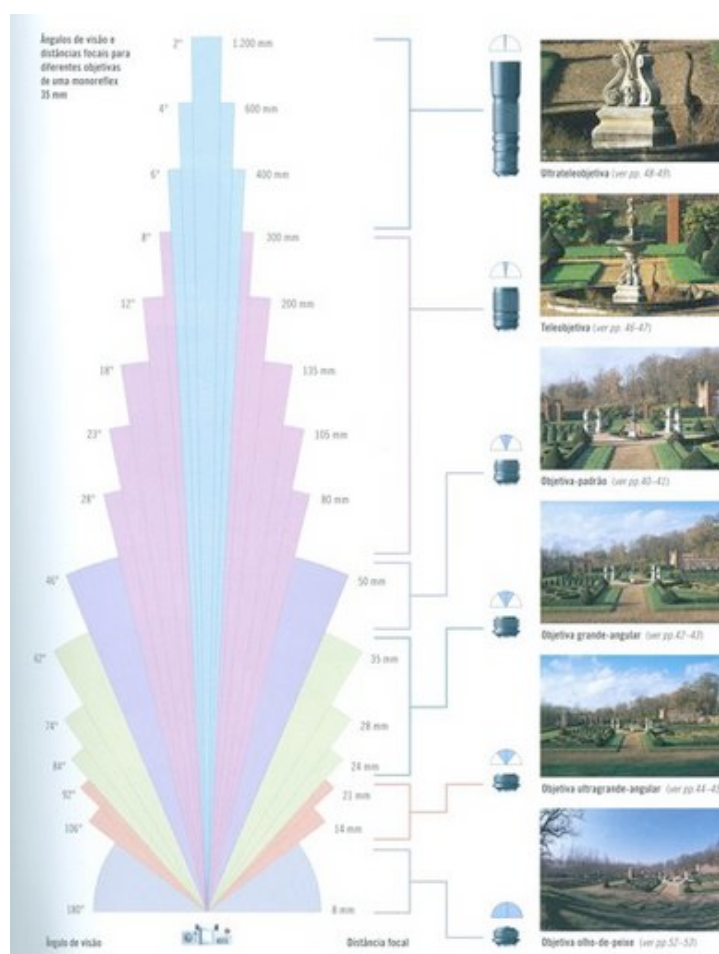 Ângulos de visão e
distâncias focais para
diferentes objetivas
de uma monoreflex
35 mm
2° 1.200 mm
4° 600 mm
6° 400 mm
8° 300 mm
12° 200 mm
18° 135 mm
23° 105 mm
28° 80 mm
46° 50 mm
62° 35 mm
74° 28 mm
84° 24 mm
92° 21 mm
106° 14 mm
180° 8 mm
Ângulo de visão
Distância focal
Ultrateleobjetiva (ver pp. 48-49)
Teleobjetiva (ver pp. 46-47)
Objetiva-padrão (ver pp. 40-41)
Objetiva grande-angular (ver pp. 42-43)
Objetiva ultragrande-angular (ver pp. 44-45
Objetiva olho-de-peixe (ver pp. 52-53)